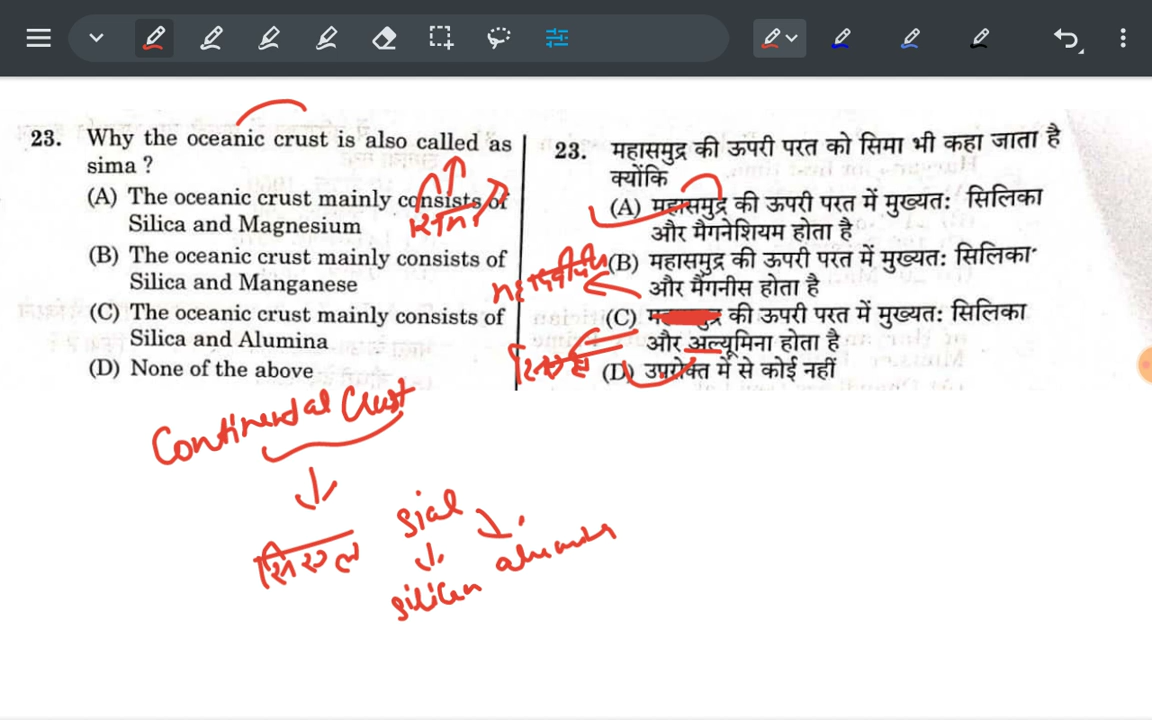 23. Why the oceanic crust is also called as
sima ?
(A) The oceanic crust mainly consists of
Silica and Magnesium
(B) The oceanic crust mainly consists of
Silica and Manganese
(C) The oceanic crust mainly consists of
Silica and Alumina
(D) None of the above
23. महासमुद्र की ऊपरी परत को सिमा भी कहा जाता है
क्योंकि
(A) महासमुद्र की ऊपरी परत में मुख्यत: सिलिका
और मैगनेशियम होता है
(B) महासमुद्र की ऊपरी परत में मुख्यत: सिलिका
और मैंगनीस होता है
(C) की ऊपरी परत में मुख्यत: सिलिका
और अल्यूमिना होता है
(D) उपरोक्त में से कोई नहीं
Continental Crust
sial
silicon